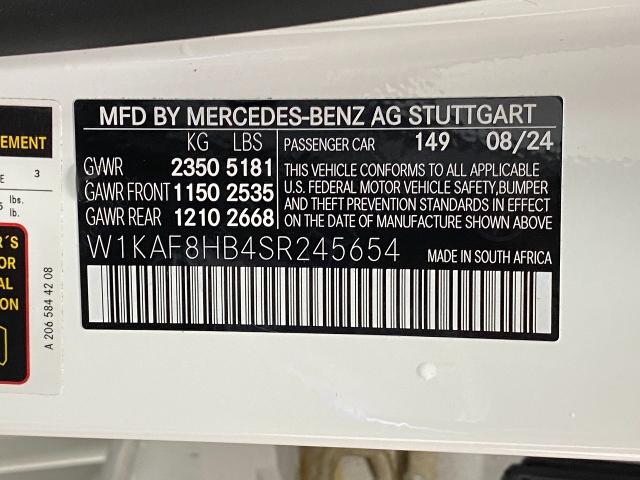 MFD BY MERCEDES-BENZ AG STUTTGART
KG LBS
PASSENGER CAR 149 08/24
GVWR 2350 5181
GAWR FRONT 1150 2535
GAWR REAR 1210 2668
THIS VEHICLE CONFORMS TO ALL APPLICABLE
U.S. FEDERAL MOTOR VEHICLE SAFETY, BUMPER
AND THEFT PREVENTION STANDARDS IN EFFECT
ON THE DATE OF MANUFACTURE SHOWN ABOVE
W1KAF8HB4SR245654
MADE IN SOUTH AFRICA
EMENT
E 3
5 lbs.
lb.
R´S
OR
AL
ION
A 206 584 42 08